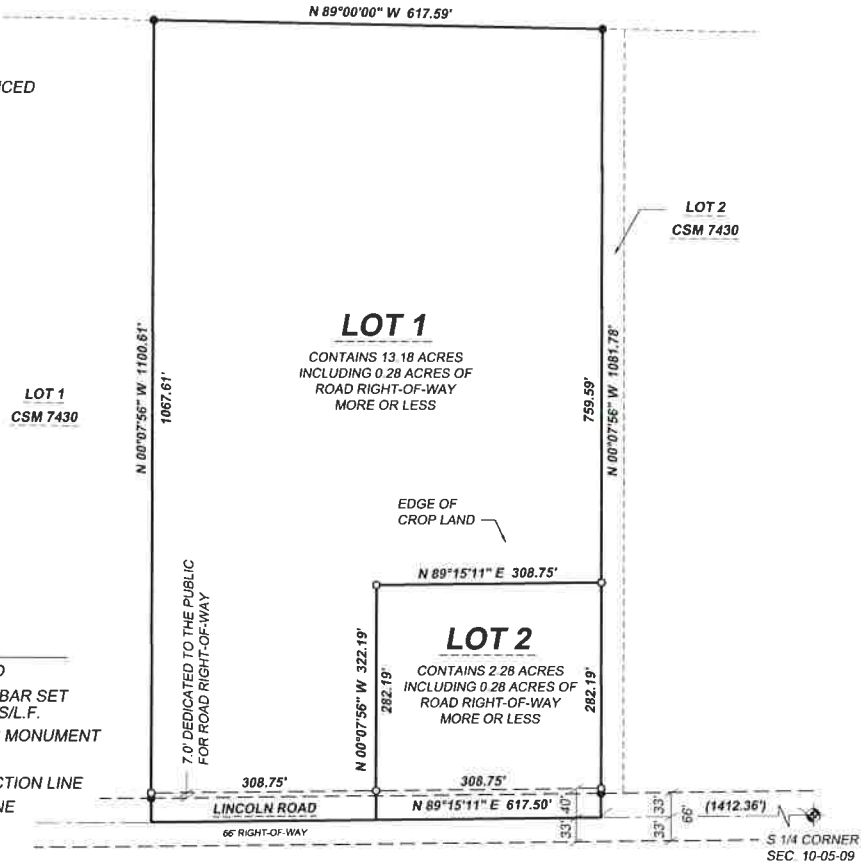 N 89°00'00" W 617.59'
LOT 2
CSM 7430
LOT 1
CONTAINS 13.18 ACRES
INCLUDING 0.28 ACRES OF
ROAD RIGHT-OF-WAY
MORE OR LESS
N 00°07'56" W 1100.61'
1067.61'
759.59'
N 00°07'56" W 1081.78'
LOT 1
CSM 7430
EDGE OF
CROP LAND
N 89°15'11" E 308.75'
7.0' DEDICATED TO THE PUBLIC
FOR ROAD RIGHT-OF-WAY
N 00°07'56" W 322.19'
282.19'
LOT 2
CONTAINS 2.28 ACRES
INCLUDING 0.28 ACRES OF
ROAD RIGHT-OF-WAY
MORE OR LESS
282.19'
BAR SET
S/L.F.
MONUMENT
CTION LINE
NE
308.75'
308.75'
LINCOLN ROAD
N 89°15'11" E 617.50'
66' RIGHT-OF-WAY
40'
33'
33'
33'
66'
(1412.36')
S 1/4 CORNER
SEC. 10-05-09